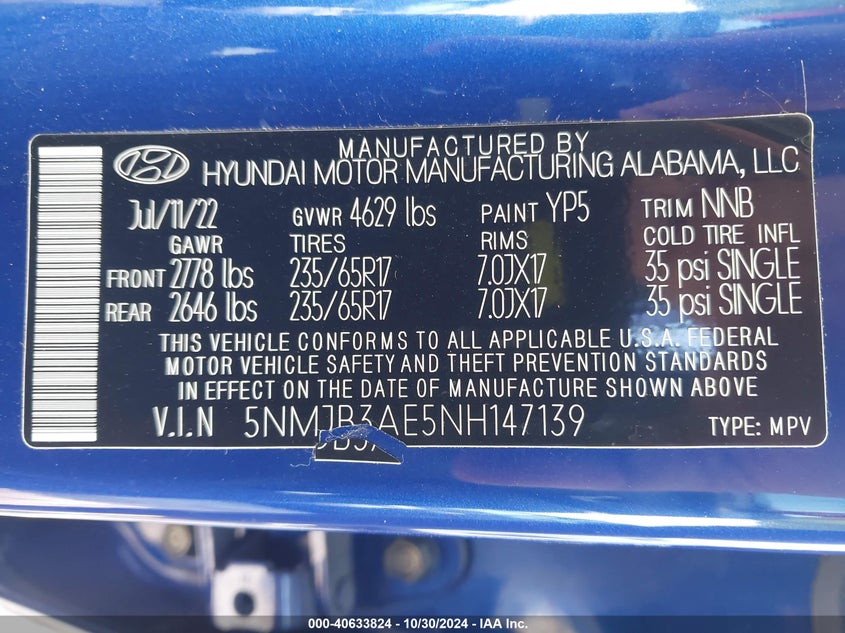 MANUFACTURED BY
HYUNDAI MOTOR MANUFACTURING ALABAMA, LLC
Jul/11/22 GVWR 4629 lbs PAINT YP5 TRIM NNB
GAWR TIRES RIMS COLD TIRE INFL
FRONT 2778 lbs 235/65R17 7.0JX17 35 psi SINGLE
REAR 2646 lbs 235/65R17 7.0JX17 35 psi SINGLE
THIS VEHICLE CONFORMS TO ALL APPLICABLE U.S.A. FEDERAL
MOTOR VEHICLE SAFETY AND THEFT PREVENTION STANDARDS
IN EFFECT ON THE DATE OF MANUFACTURE SHOWN ABOVE
V.I.N 5NMJB3AE5NH147139 TYPE: MPV
000-40633824 - 10/30/2024 - IAA Inc.